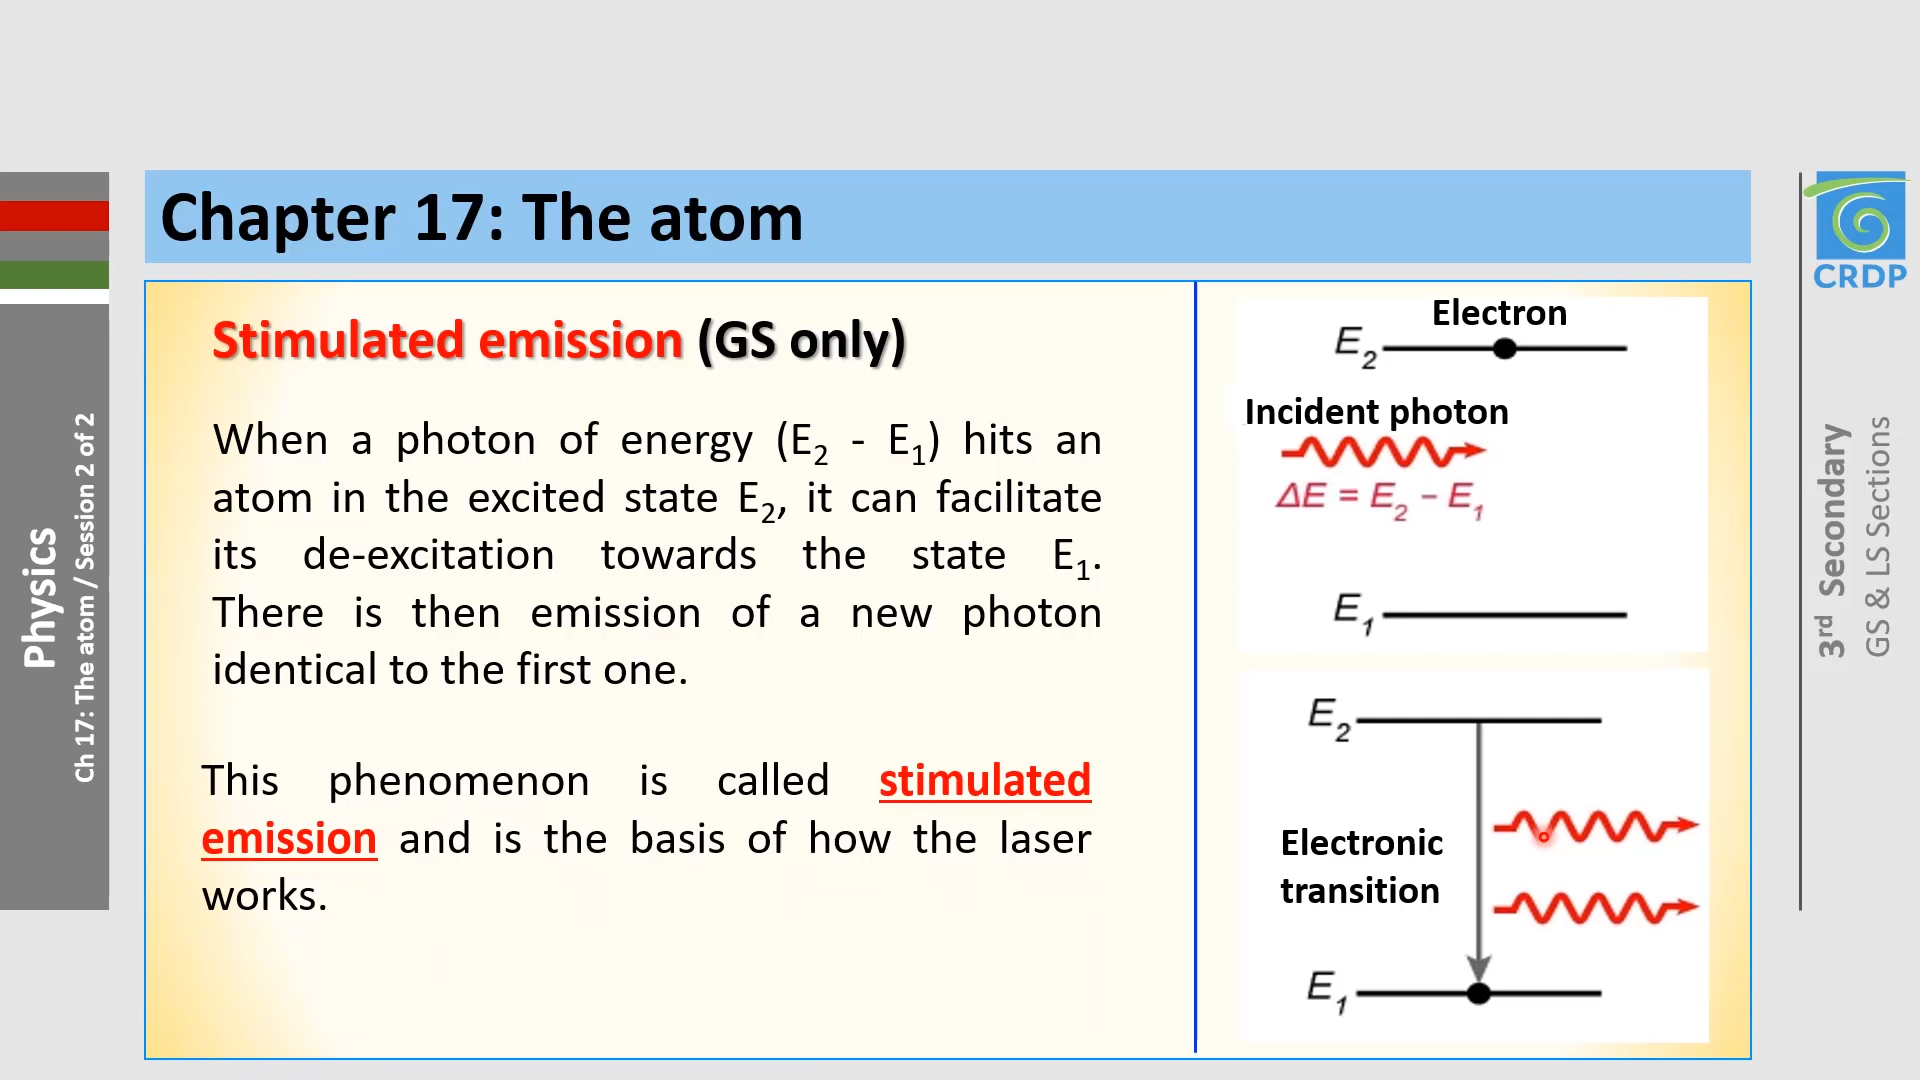 Chapter 17: The atom
Physics
Ch 17: The atom / Session 2 of 2
Stimulated emission (GS only)
When a photon of energy (E₂ - E₁) hits an
atom in the excited state E₂, it can facilitate
its de-excitation towards the state E₁.
There is then emission of a new photon
identical to the first one.
This phenomenon is called stimulated
emission and is the basis of how the laser
works.
Electron
E₂
Incident photon
ΔE = E₂ – E₁
E₁
E₂
Electronic
transition
E₁
CRDP
3rd Secondary
GS & LS Sections